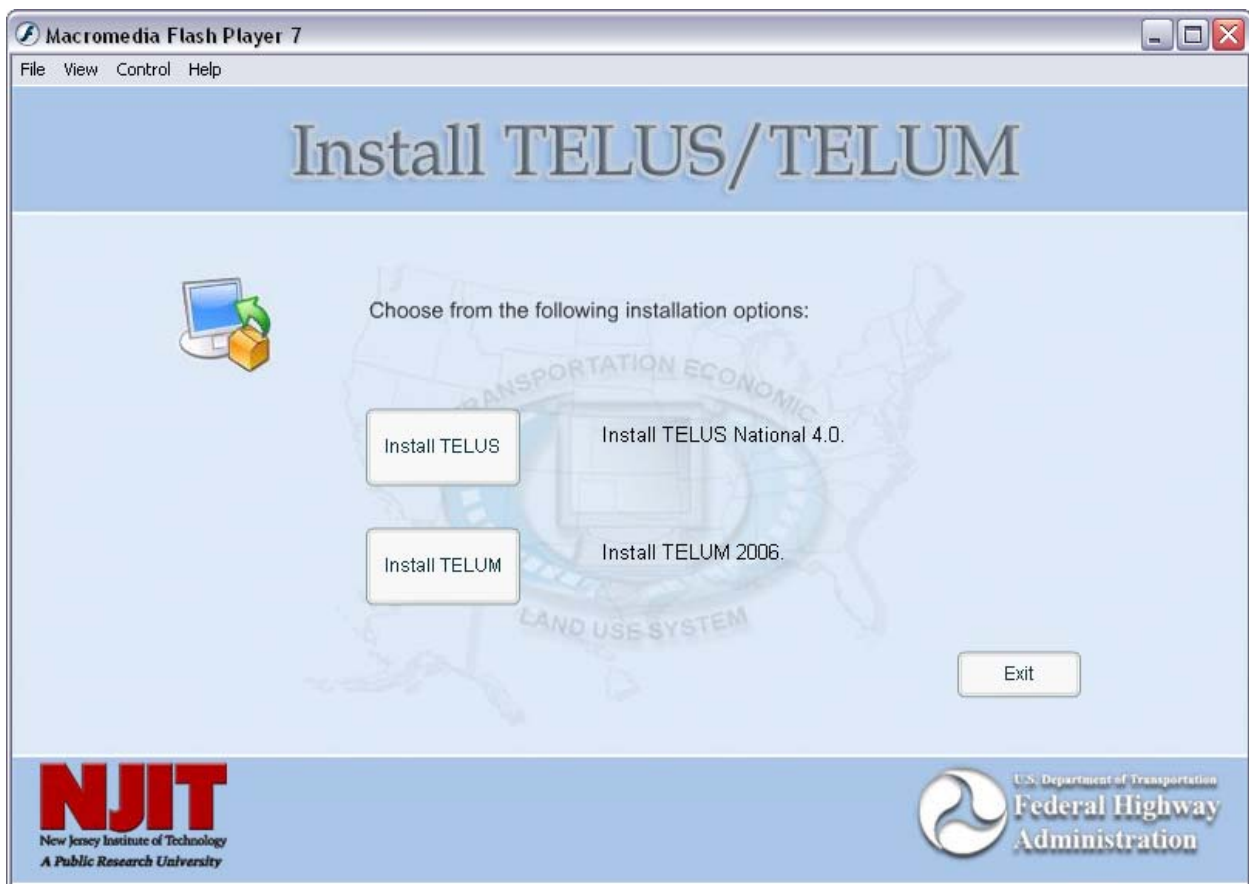 Macromedia Flash Player 7
File View Control Help
Install TELUS/TELUM
Choose from the following installation options:
TRANSPORTATION ECONOMIC
Install TELUS
Install TELUS National 4.0.
Install TELUM
Install TELUM 2006.
LAND USE SYSTEM
Exit
NJIT
New Jersey Institute of Technology
A Public Research University
U.S. Department of Transportation
Federal Highway
Administration